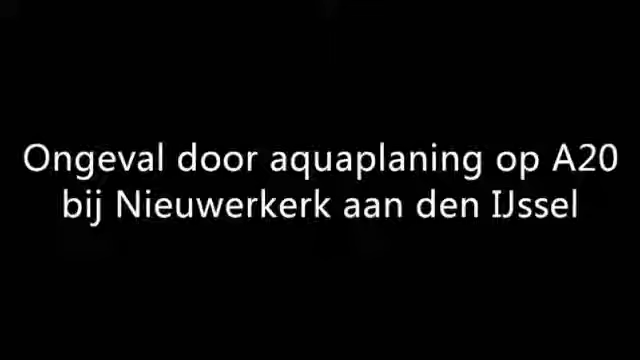 Ongeval door aquaplaning op A20
bij Nieuwerkerk aan den IJssel